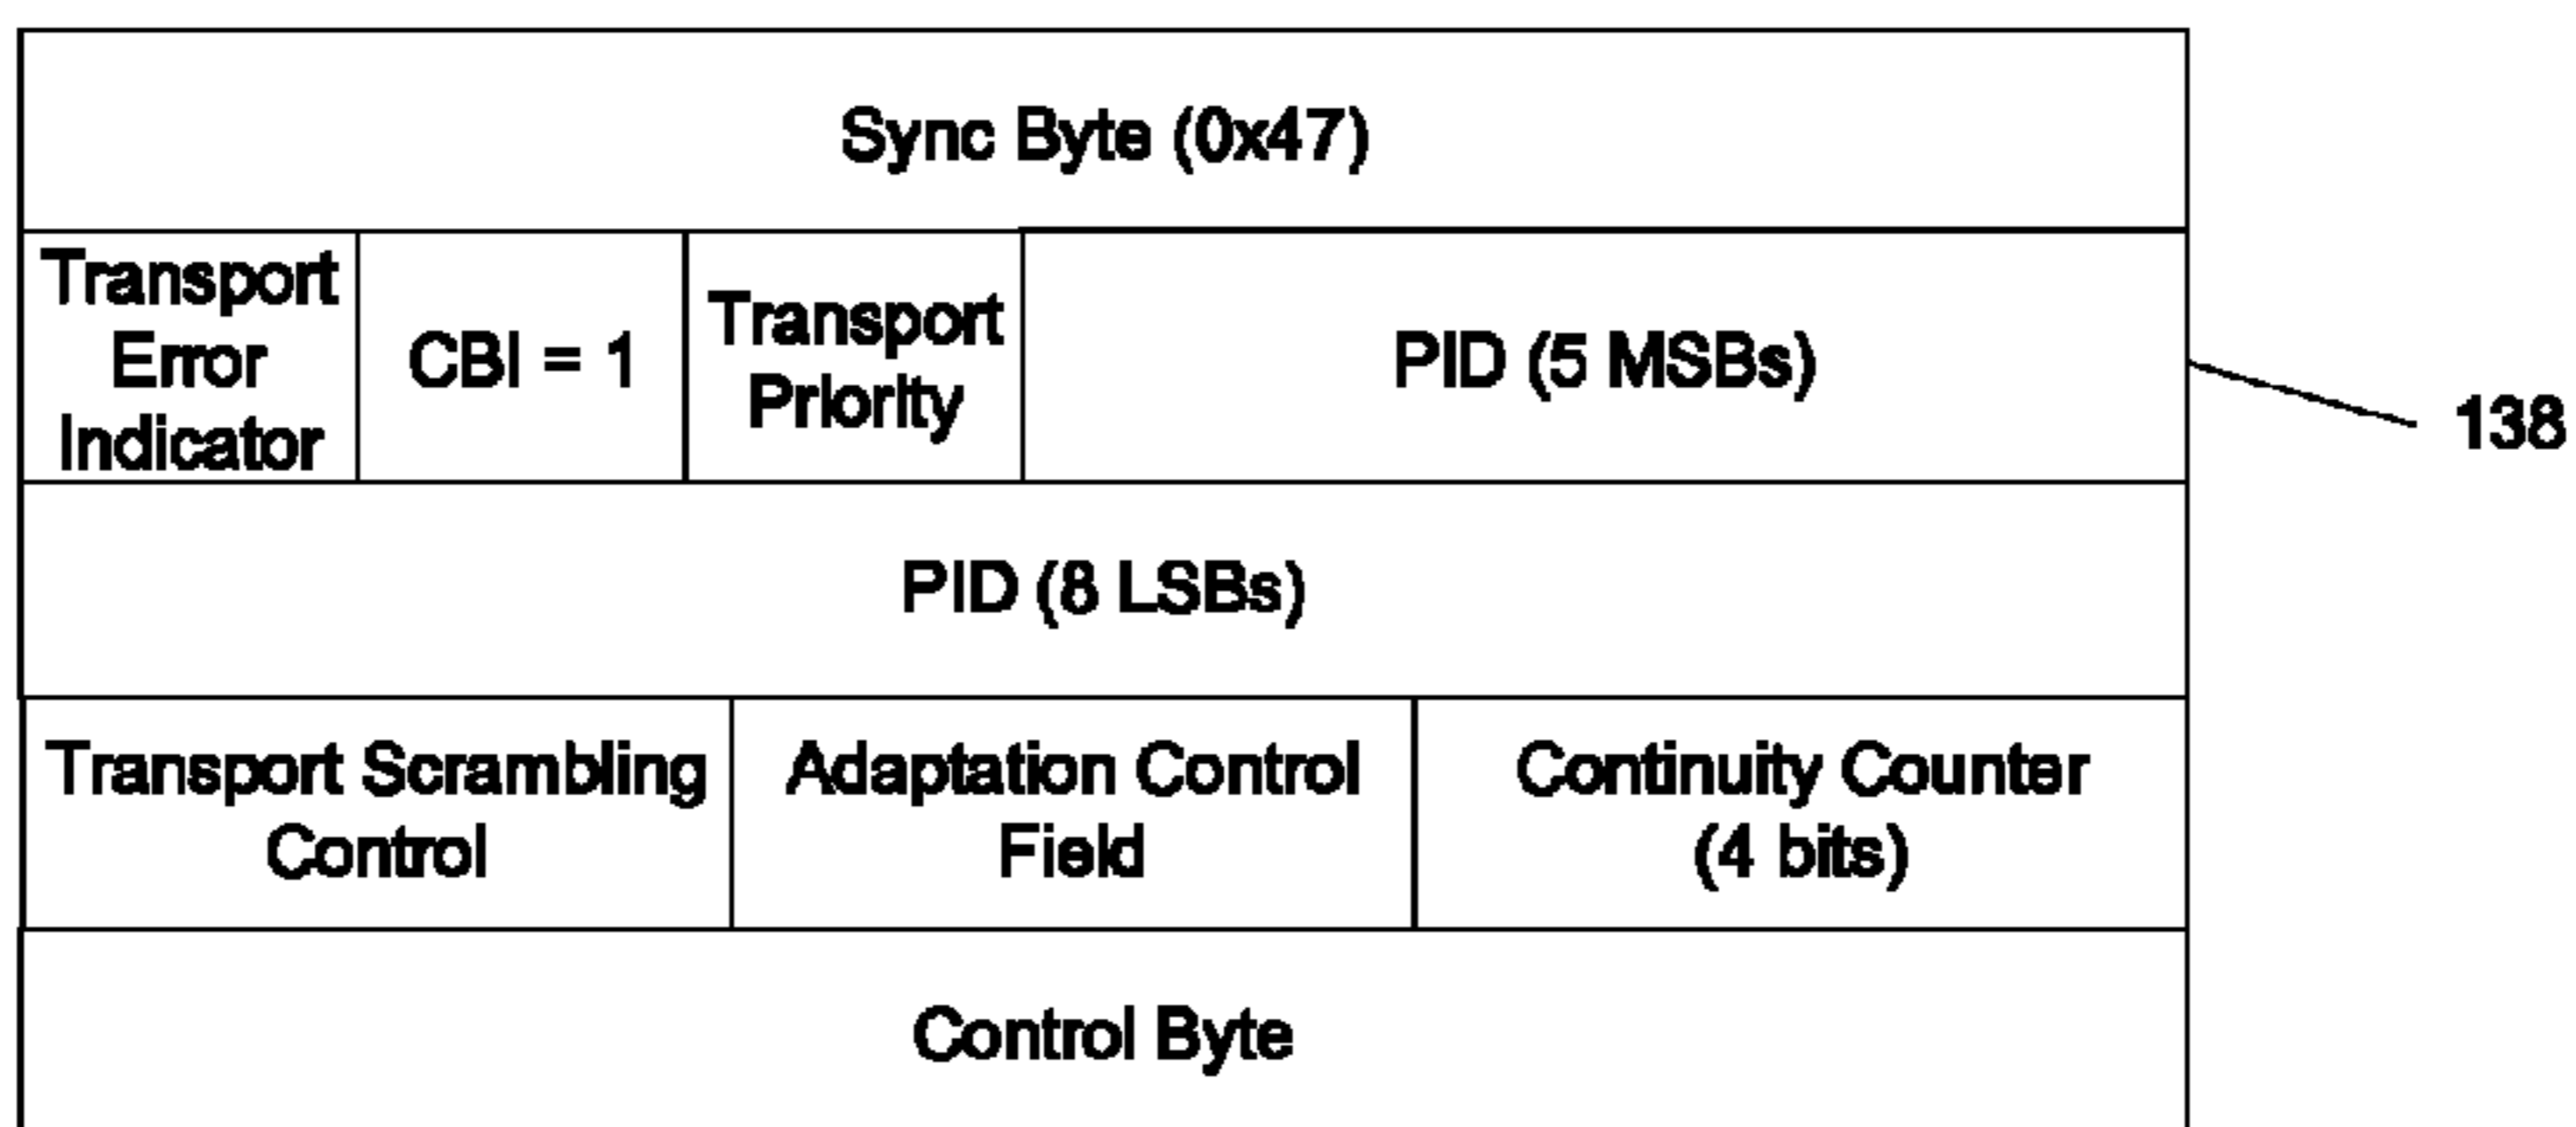 Sync Byte (0x47)
Transport
Error
Indicator
CBI = 1
Transport
Priority
PID (5 MSBs)
138
PID (8 LSBs)
Transport Scrambling
Control
Adaptation Control
Field
Continuity Counter
(4 bits)
Control Byte